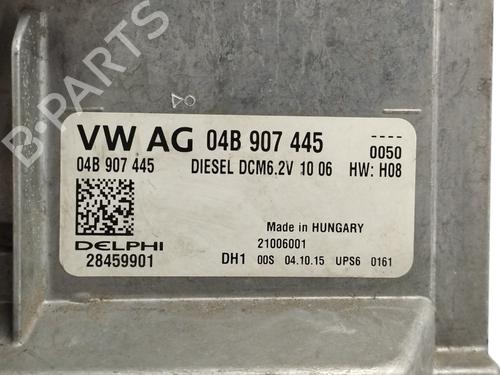 B-PARTS
VW AG 04B 907 445 ----
0050
04B 907 445 DIESEL DCM6.2V 10 06 HW: H08
Made in HUNGARY
DELPHI 21006001
28459901 DH1 00S 04.10.15 UPS6 0161